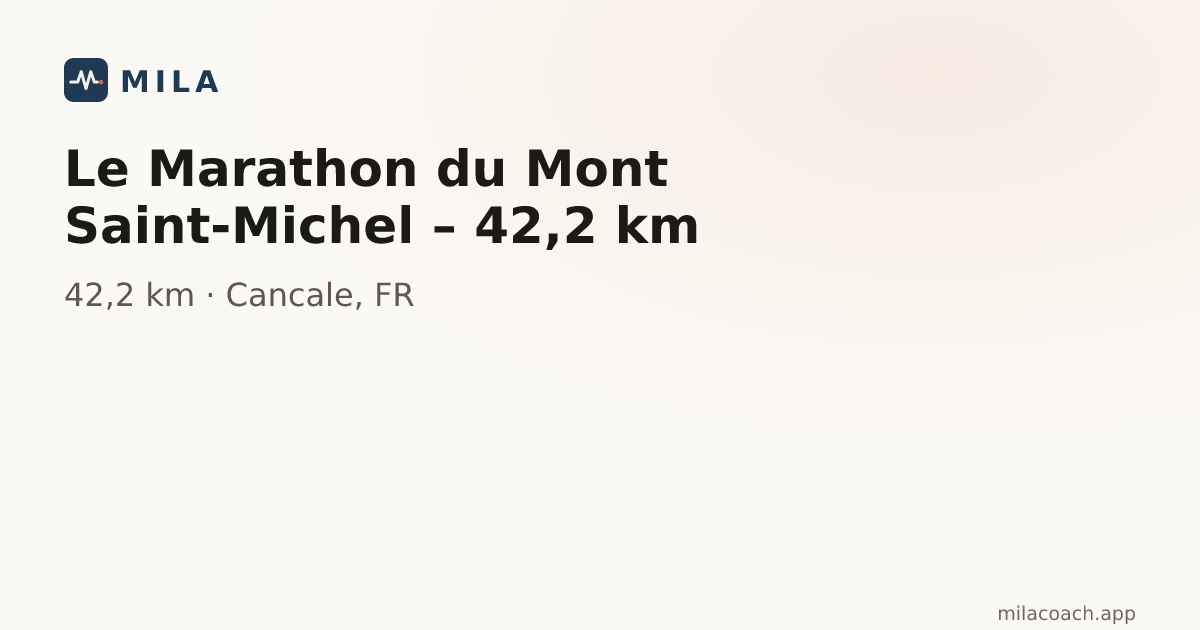 MILA
Le Marathon du Mont
Saint-Michel – 42,2 km
42,2 km · Cancale, FR
milacoach.app